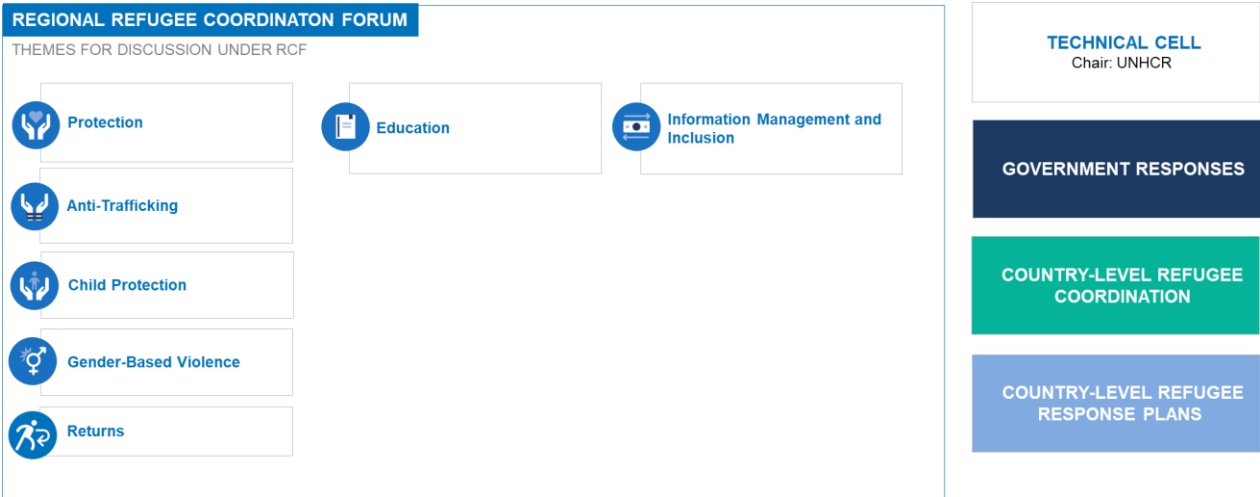 REGIONAL REFUGEE COORDINATON FORUM
THEMES FOR DISCUSSION UNDER RCF
Protection
Anti-Trafficking
Child Protection
Gender-Based Violence
Returns
Education
Information Management and
Inclusion
TECHNICAL CELL
Chair: UNHCR
GOVERNMENT RESPONSES
COUNTRY-LEVEL REFUGEE
COORDINATION
COUNTRY-LEVEL REFUGEE
RESPONSE PLANS